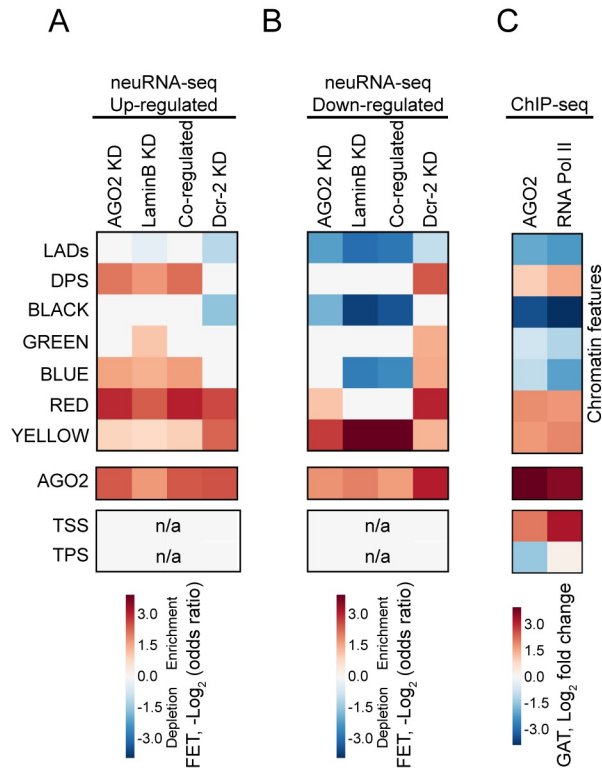 A
B
C
neuRNA-seq
Up-regulated
neuRNA-seq
Down-regulated
ChIP-seq
AGO2 KD
LaminB KD
Co-regulated
Dcr-2 KD
AGO2 KD
LaminB KD
Co-regulated
Dcr-2 KD
AGO2
RNA Pol II
LADs
DPS
BLACK
GREEN
BLUE
RED
YELLOW
AGO2
TSS
TPS
n/a
n/a
n/a
n/a
Chromatin features
3.0
1.5
0.0
-1.5
-3.0
Depletion Enrichment
FET, -Log2 (odds ratio)
3.0
1.5
0.0
-1.5
-3.0
Depletion Enrichment
FET, -Log2 (odds ratio)
3.0
1.5
0.0
-1.5
-3.0
GAT, Log2 fold change